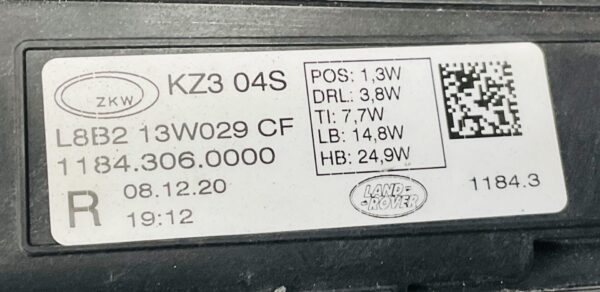 ZKW
KZ3 04S
L8B2 13W029 CF
1184.306.0000
R
08.12.20
19:12
POS: 1,3W
DRL: 3,8W
TI: 7,7W
LB: 14,8W
HB: 24,9W
LAND-
ROVER
1184.3